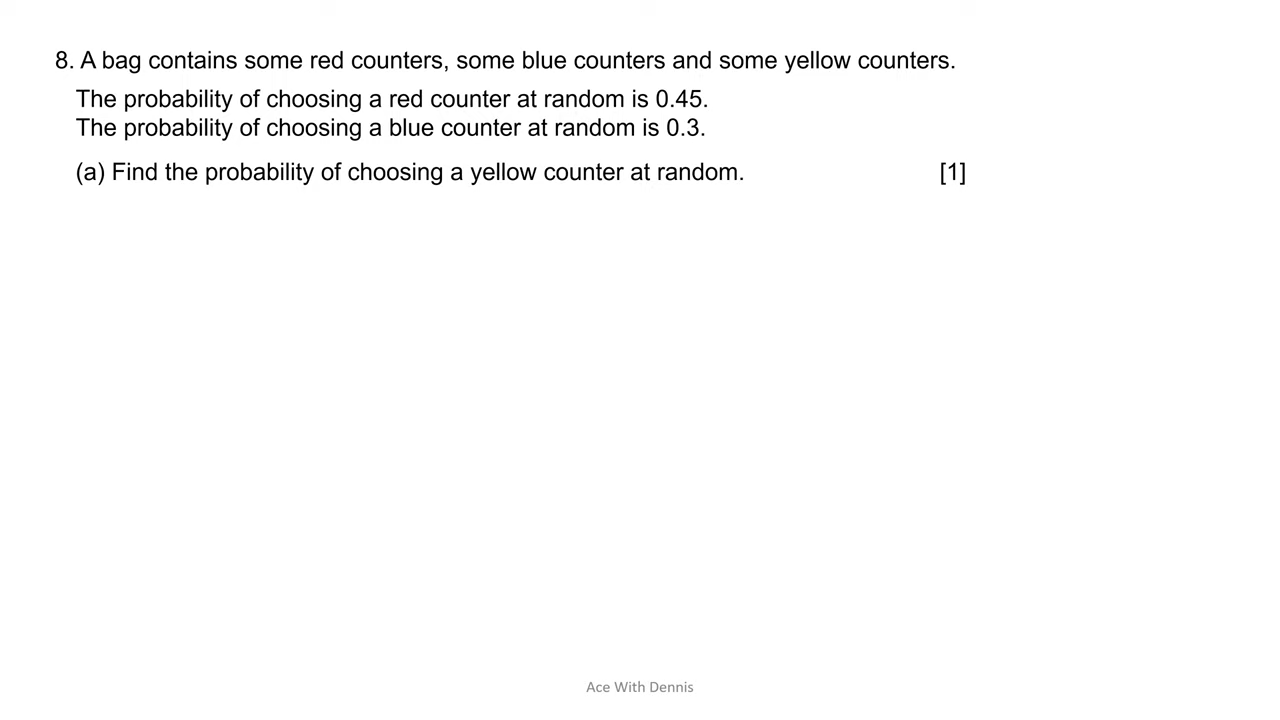 8. A bag contains some red counters, some blue counters and some yellow counters.
The probability of choosing a red counter at random is 0.45.
The probability of choosing a blue counter at random is 0.3.
(a) Find the probability of choosing a yellow counter at random. [1]
Ace With Dennis